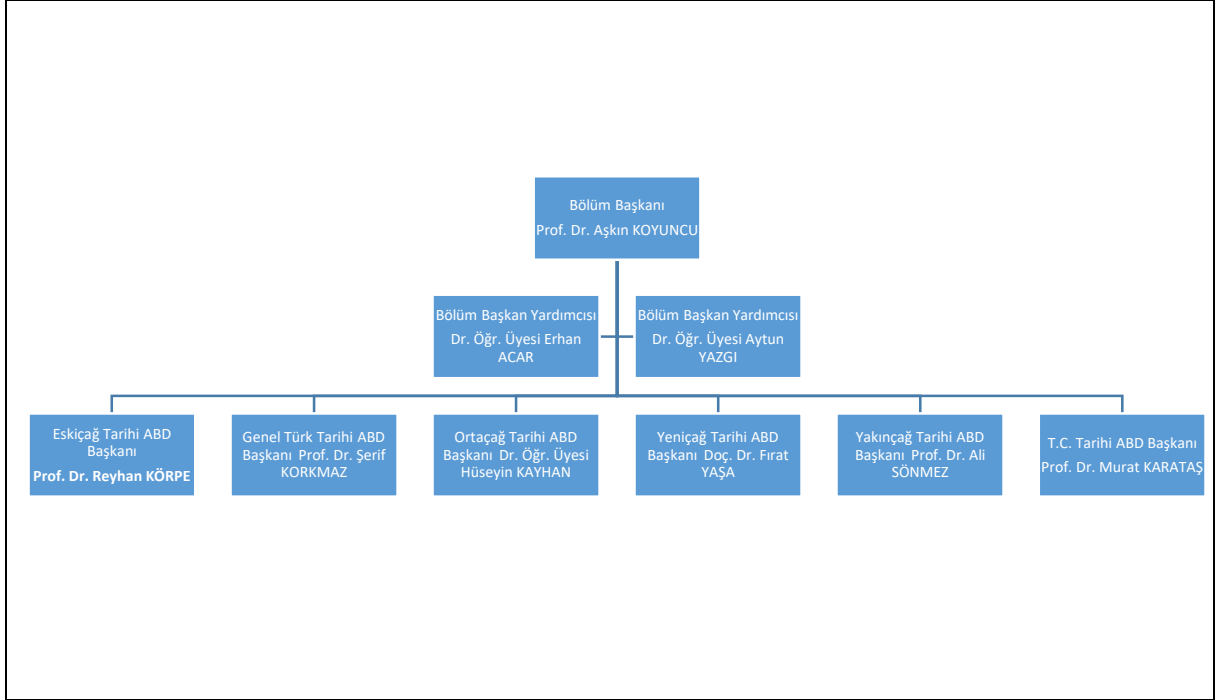 Bölüm Başkanı
Prof. Dr. Aşkın KOYUNCU
Bölüm Başkan Yardımcısı
Dr. Öğr. Üyesi Erhan
ACAR
Bölüm Başkan Yardımcısı
Dr. Öğr. Üyesi Aytun
YAZGI
Eskiçağ Tarihi ABD
Başkanı
Prof. Dr. Reyhan KÖRPE
Genel Türk Tarihi ABD
Başkanı Prof. Dr. Şerif
KORKMAZ
Ortaçağ Tarihi ABD
Başkanı Dr. Öğr. Üyesi
Hüseyin KAYHAN
Yeniçağ Tarihi ABD
Başkanı Doç. Dr. Fırat
YAŞA
Yakınçağ Tarihi ABD
Başkanı Prof. Dr. Ali
SÖNMEZ
T.C. Tarihi ABD Başkanı
Prof. Dr. Murat KARATAŞ